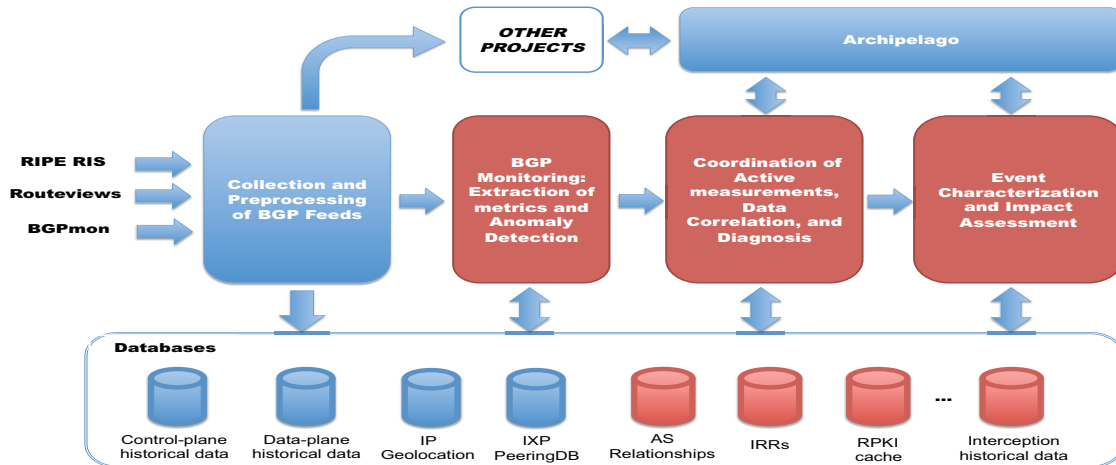 OTHER
PROJECTS
Archipelago
RIPE RIS
Routeviews
BGPmon
Collection and
Preprocessing
of BGP Feeds
BGP
Monitoring:
Extraction of
metrics and
Anomaly
Detection
Coordination of
Active
measurements,
Data
Correlation, and
Diagnosis
Event
Characterization
and Impact
Assessment
Databases
Control-plane
historical data
Data-plane
historical data
IP
Geolocation
IXP
PeeringDB
AS
Relationships
IRRs
RPKI
cache
...
Interception
historical data